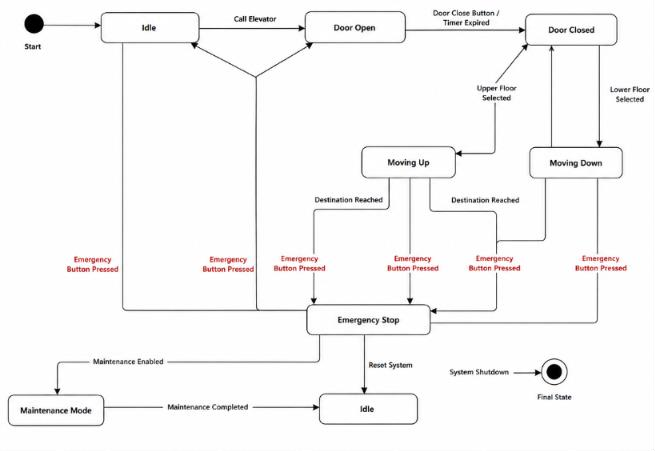 Start
Idle
Call Elevator
Door Open
Door Close Button /
Timer Expired
Door Closed
Upper Floor
Selected
Lower Floor
Selected
Moving Up
Moving Down
Destination Reached
Destination Reached
Emergency
Button Pressed
Emergency
Button Pressed
Emergency
Button Pressed
Emergency
Button Pressed
Emergency
Button Pressed
Emergency
Button Pressed
Emergency Stop
Maintenance Enabled
Reset System
System Shutdown
Final State
Maintenance Mode
Maintenance Completed
Idle